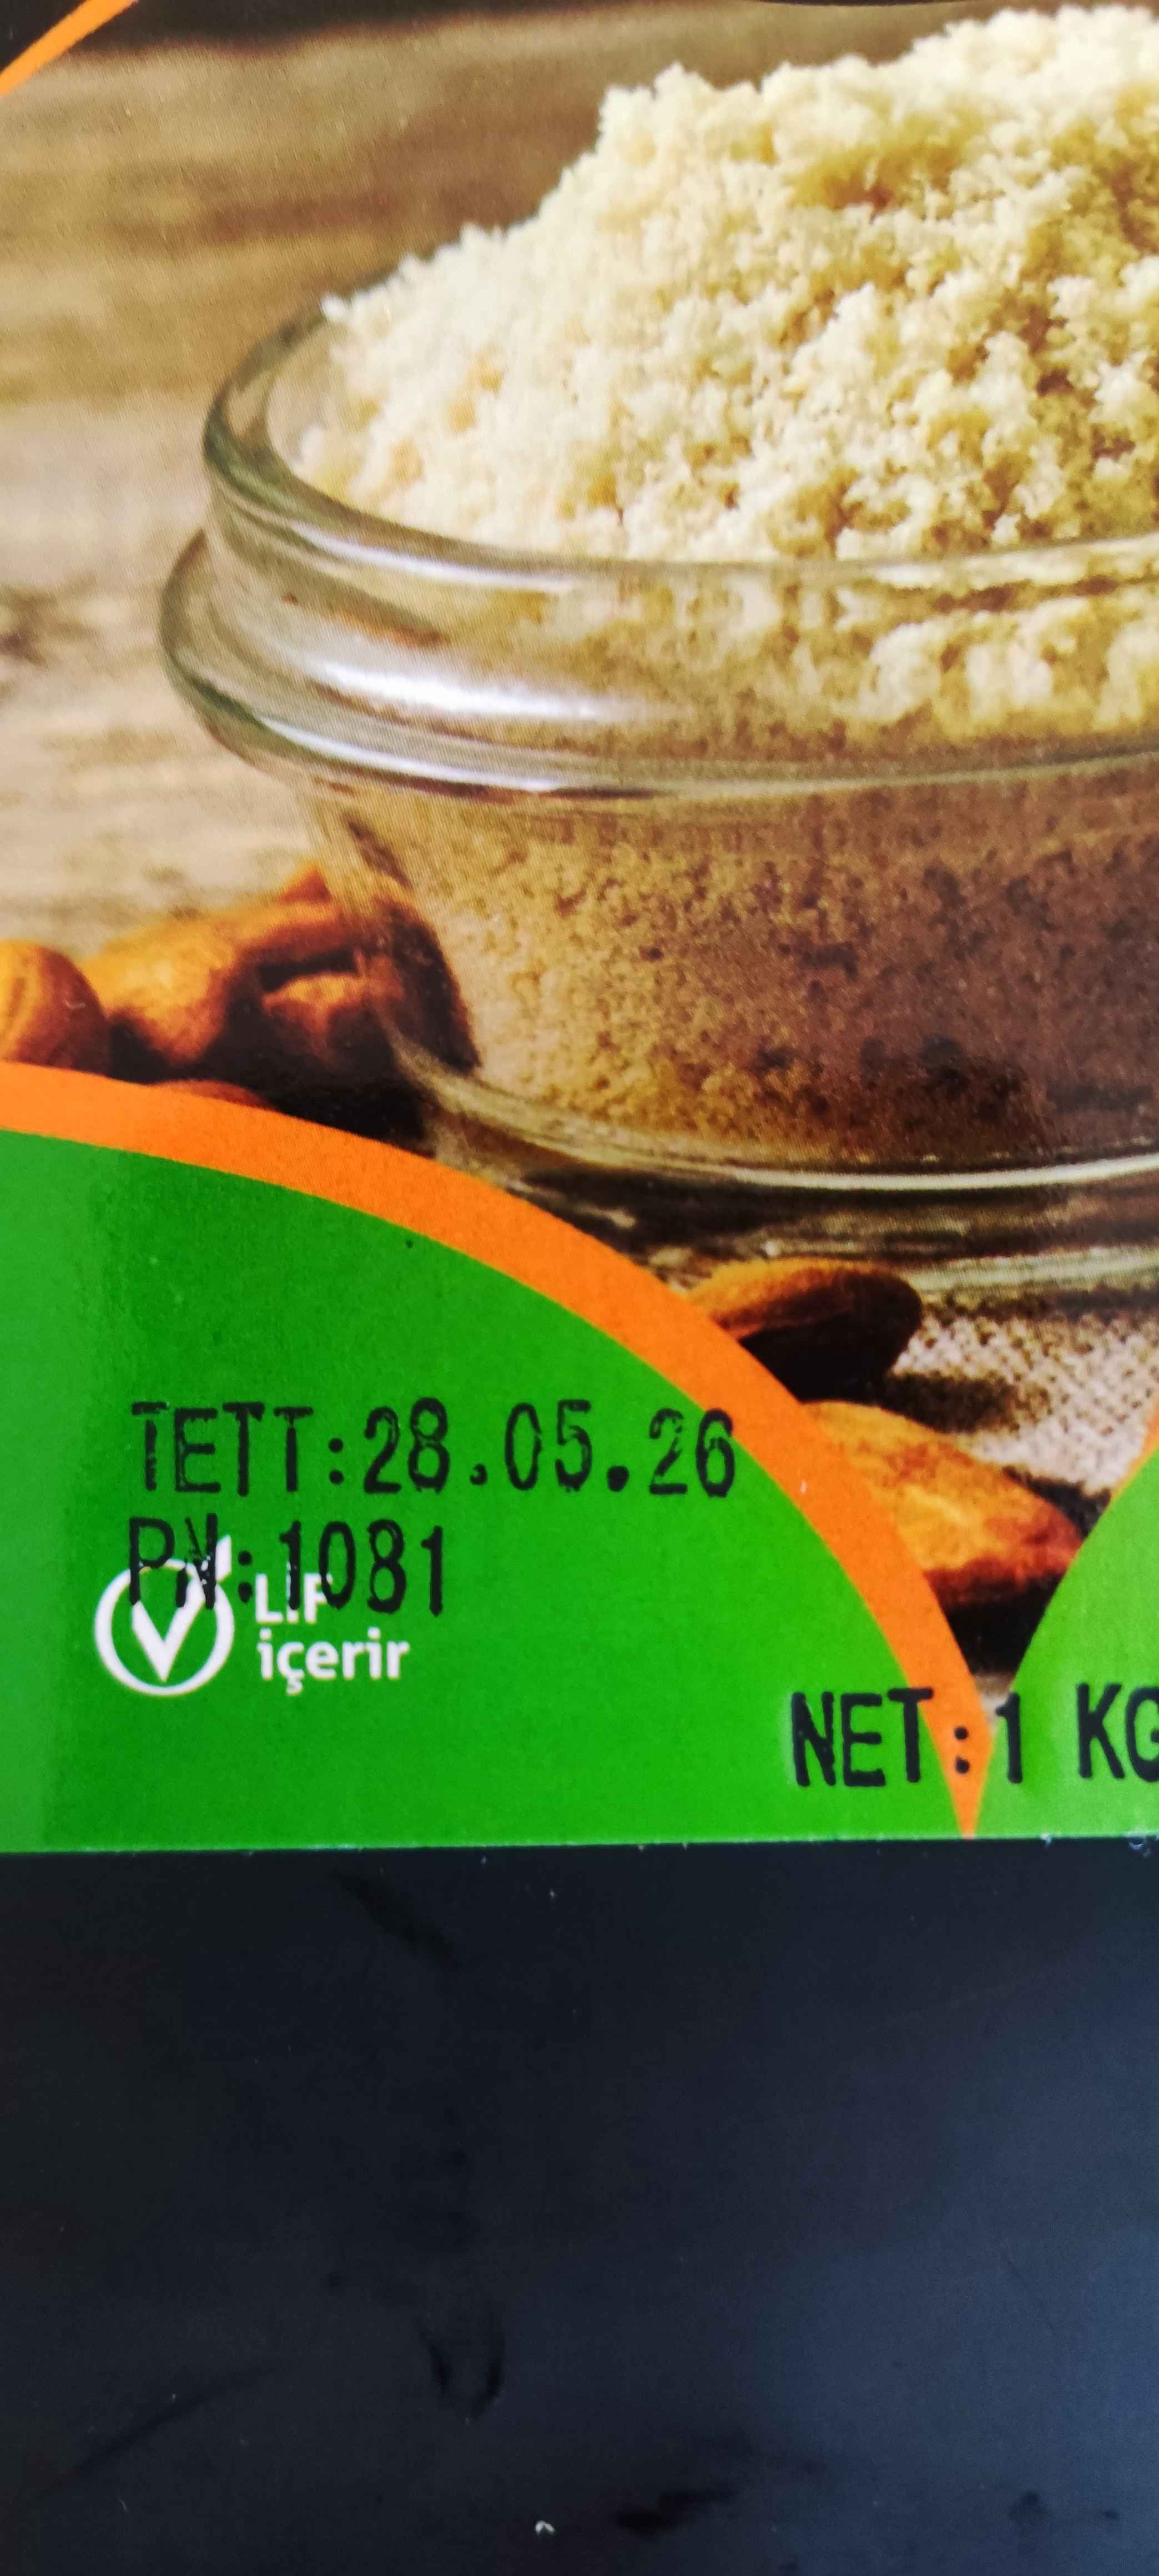 TETT:28.05.26
PN:1081
LİF
içerir
NET:1 KG